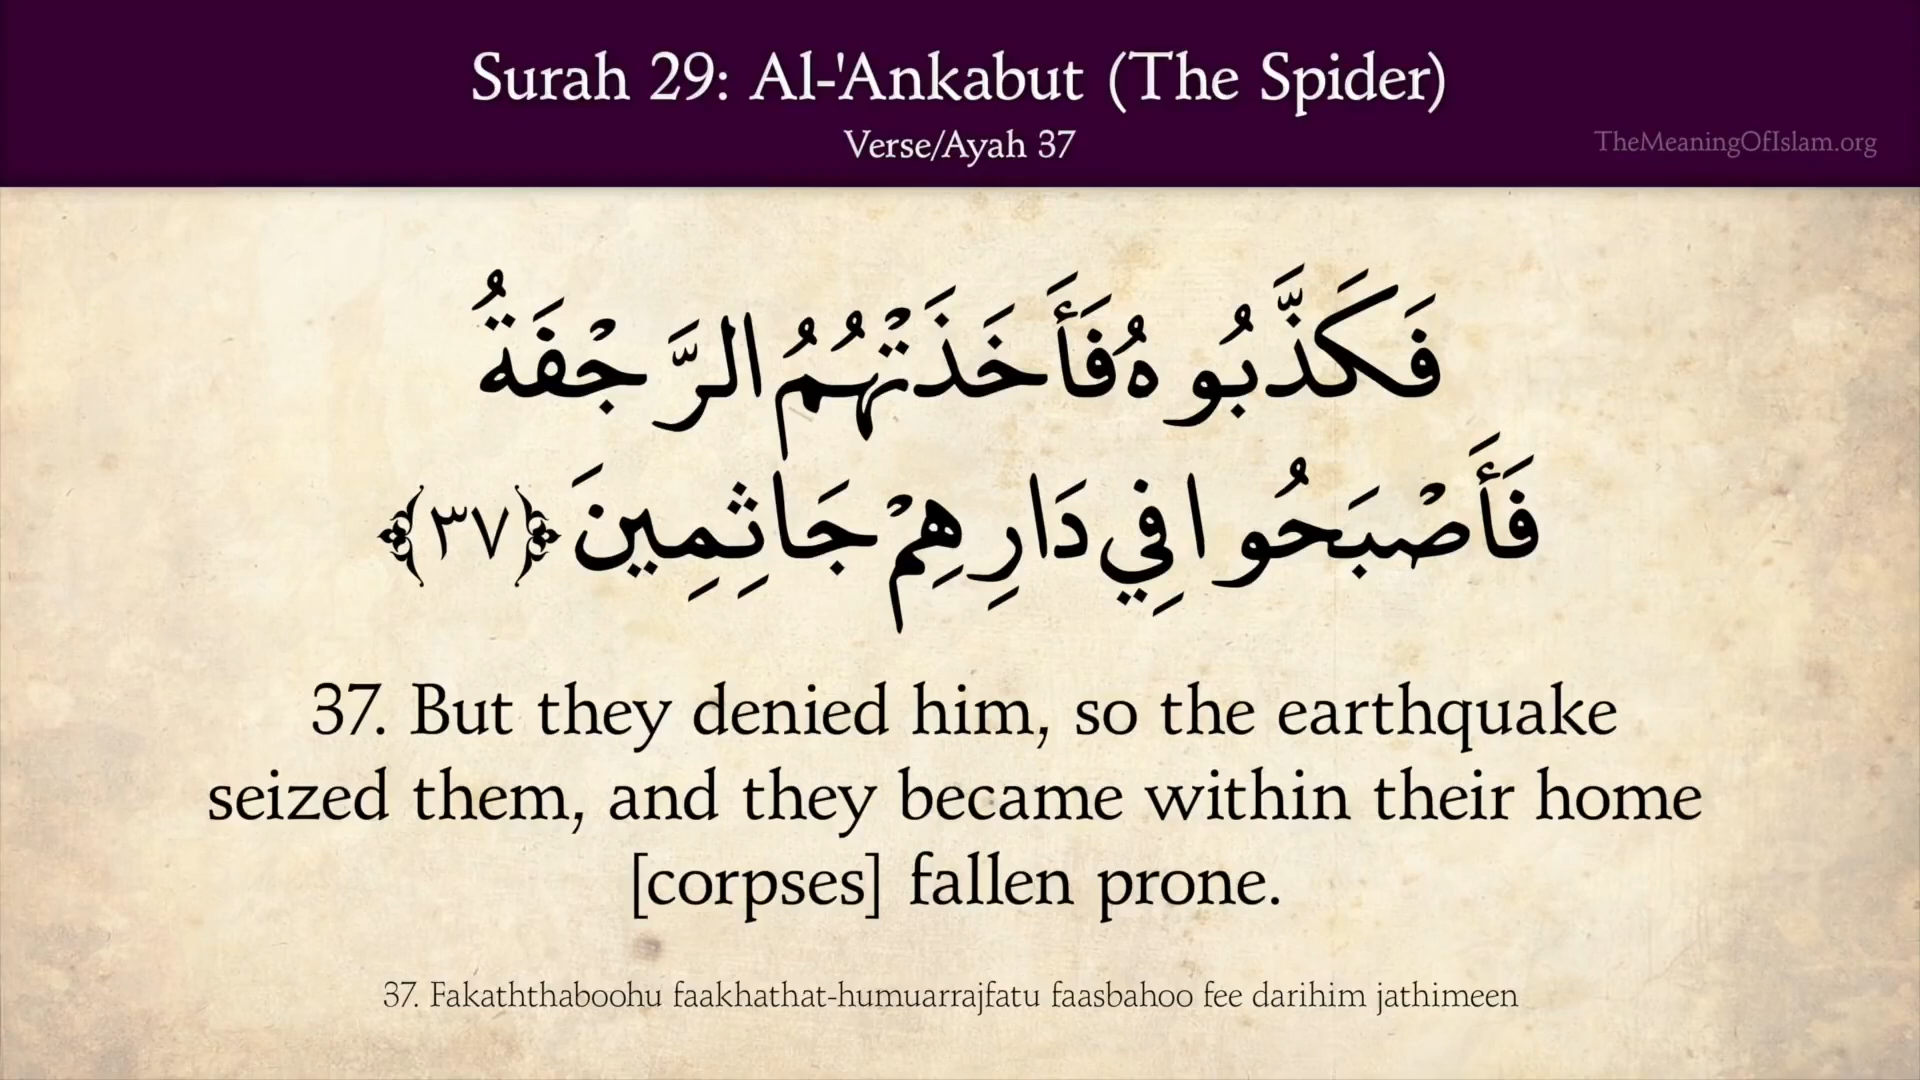 Surah 29: Al-'Ankabut (The Spider)
Verse/Ayah 37
TheMeaningOfIslam.org
فَكَذَّبُوهُ فَأَخَذَتْهُمُ الرَّجْفَةُ
فَأَصْبَحُوا فِي دَارِهِمْ جَاثِمِينَ ﴿٣٧﴾
37. But they denied him, so the earthquake
seized them, and they became within their home
[corpses] fallen prone.
37. Fakaththaboohu faakhathat-humuarrajfatu faasbahoo fee darihim jathimeen